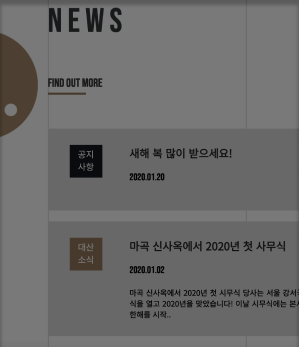 NEWS
FIND OUT MORE
공지
사항
새해 복 많이 받으세요!
2020.01.20
대산
소식
마곡 신사옥에서 2020년 첫 시무식
2020.01.02
마곡 신사옥에서 2020년 첫 시무식 당사는 서울 강서
식을 열고 2020년을 맞았습니다! 이날 시무식에는 본사
한해를 시작..